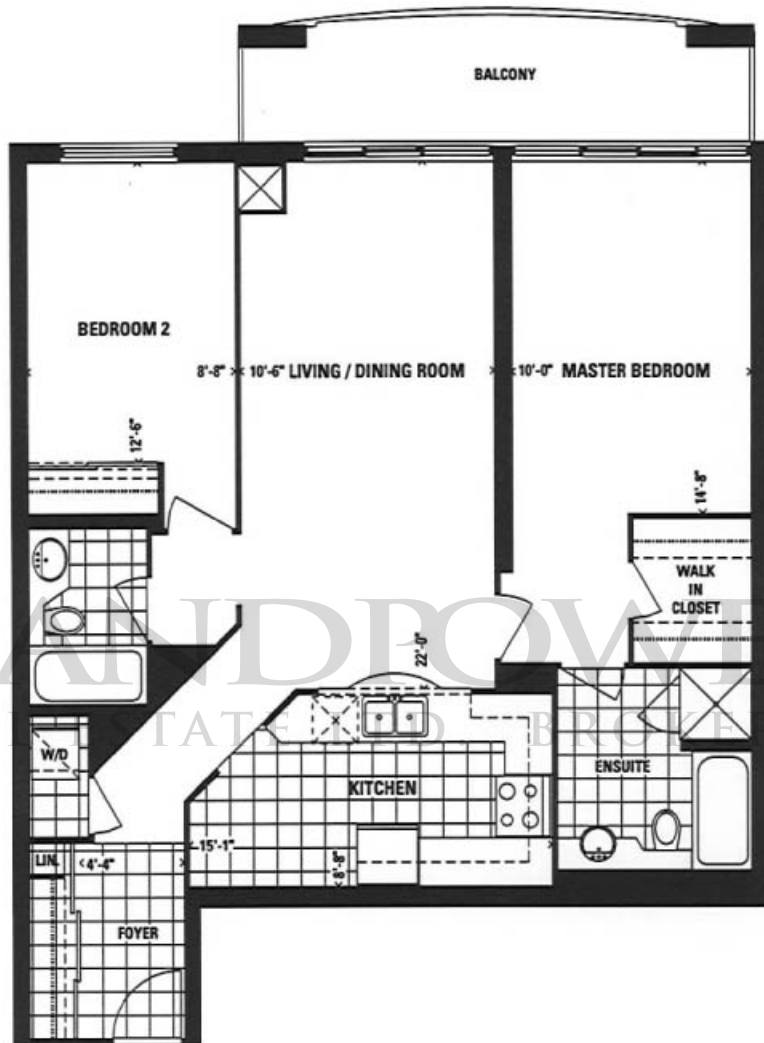 BALCONY
BEDROOM 2
8'-8" 10'-6" LIVING / DINING ROOM 10'-0" MASTER BEDROOM
12'-6"
14'-8"
WALK
IN
CLOSET
22'-0"
W/D
KITCHEN
ENSUITE
LIN.
4'-4"
15'-1"
8'-8"
FOYER